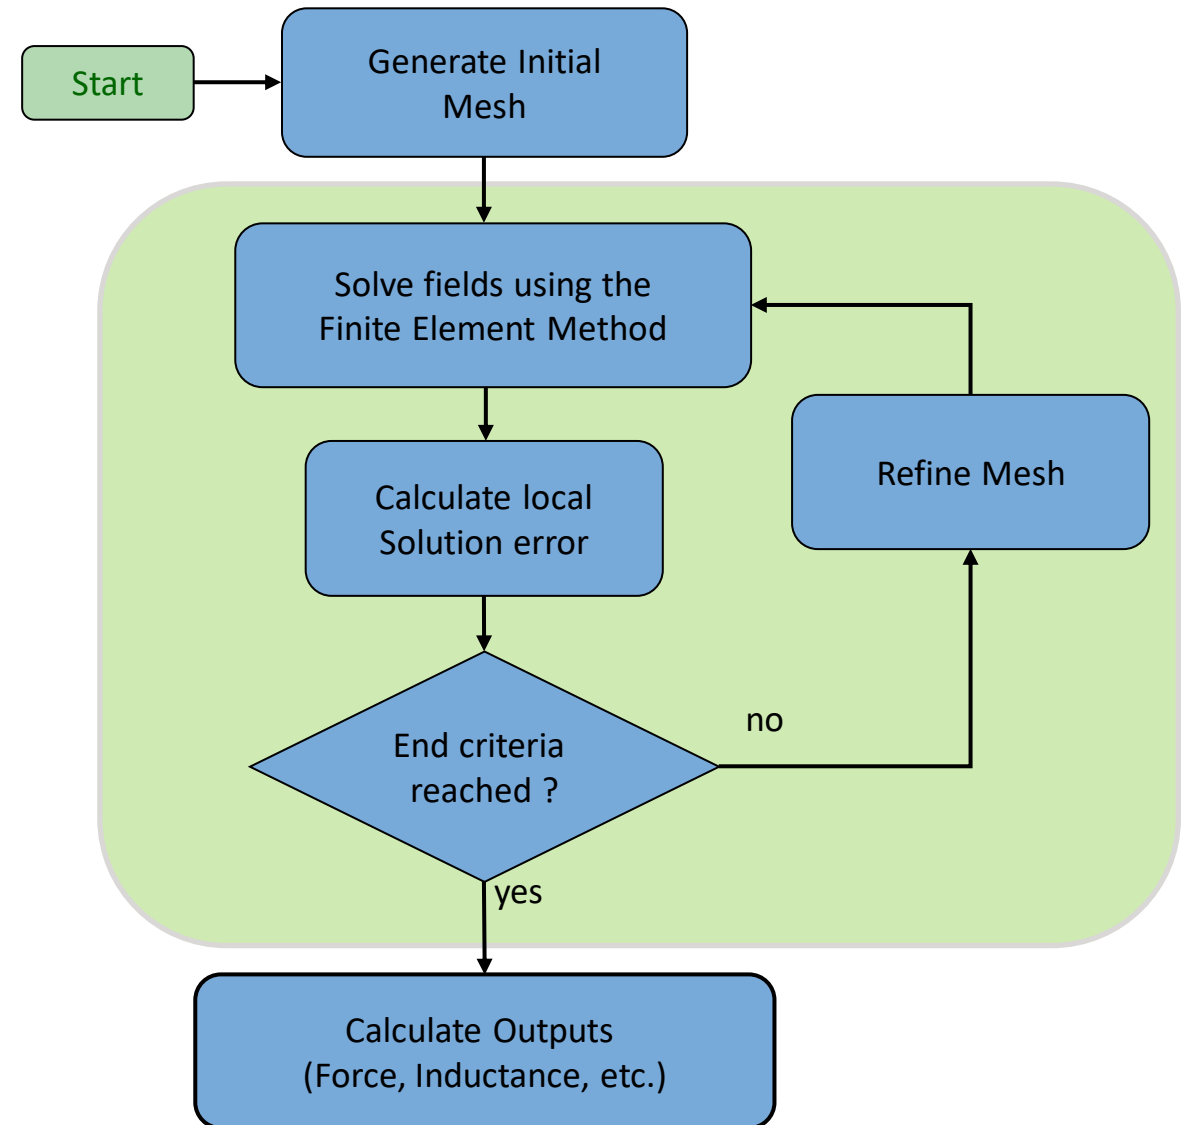 Start
Generate Initial
Mesh
Solve fields using the
Finite Element Method
Calculate local
Solution error
Refine Mesh
End criteria
reached ?
no
yes
Calculate Outputs
(Force, Inductance, etc.)